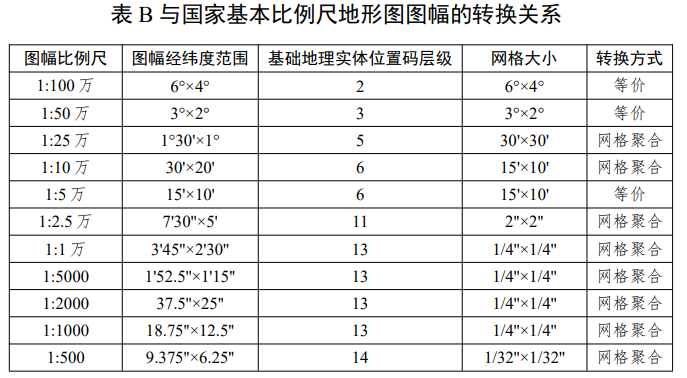 表 B 与国家基本比例尺地形图图幅的转换关系
图幅比例尺 图幅经纬度范围 基础地理实体位置码层级 网格大小 转换方式
1:100 万 6°×4° 2 6°×4° 等价
1:50 万 3°×2° 3 3°×2° 等价
1:25 万 1°30'×1° 5 30'×30' 网格聚合
1:10 万 30'×20' 6 15'×10' 网格聚合
1:5 万 15'×10' 6 15'×10' 等价
1:2.5 万 7'30"×5' 11 2"×2" 网格聚合
1:1 万 3'45"×2'30" 13 1/4"×1/4" 网格聚合
1:5000 1'52.5"×1'15" 13 1/4"×1/4" 网格聚合
1:2000 37.5"×25" 13 1/4"×1/4" 网格聚合
1:1000 18.75"×12.5" 13 1/4"×1/4" 网格聚合
1:500 9.375"×6.25" 14 1/32"×1/32" 网格聚合